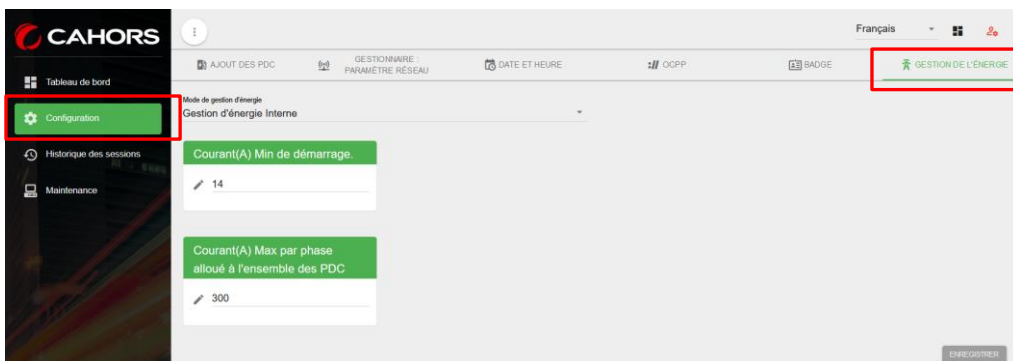 CAHORS
Français
AJOUT DES PDC
GESTIONNAIRE :
PARAMÈTRE RÉSEAU
DATE ET HEURE
OCPP
BADGE
GESTION DE L'ÉNERGIE
Tableau de bord
Configuration
Historique des sessions
Maintenance
Mode de gestion d'énergie
Gestion d'énergie Interne
Courant(A) Min de démarrage.
14
Courant(A) Max par phase
alloué à l'ensemble des PDC
300
ENREGISTRER